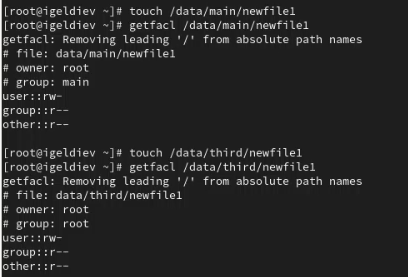 [root@igeldiev ~]# touch /data/main/newfile1
[root@igeldiev ~]# getfacl /data/main/newfile1
getfacl: Removing leading '/' from absolute path names
# file: data/main/newfile1
# owner: root
# group: main
user::rw-
group::r--
other::r--
[root@igeldiev ~]# touch /data/third/newfile1
[root@igeldiev ~]# getfacl /data/third/newfile1
getfacl: Removing leading '/' from absolute path names
# file: data/third/newfile1
# owner: root
# group: root
user::rw-
group::r--
other::r--